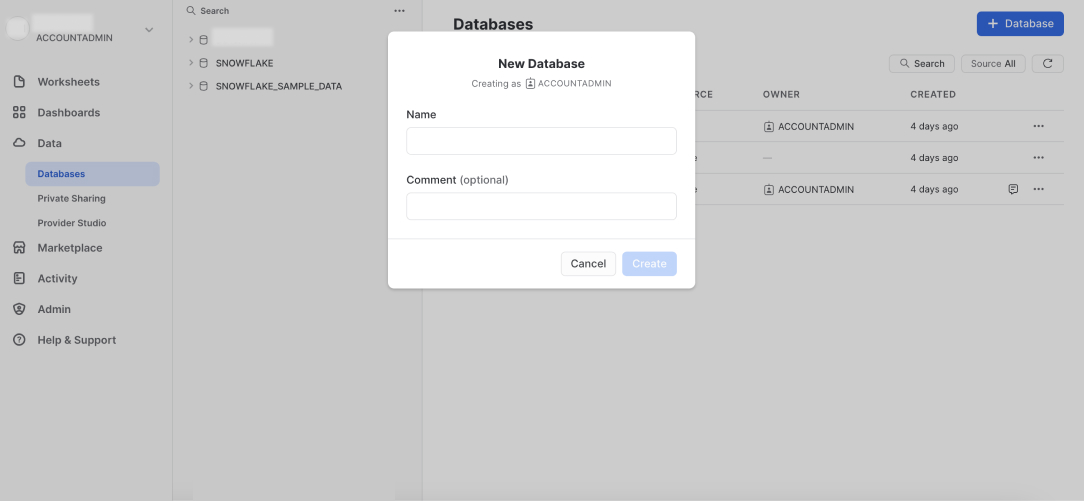 ACCOUNTADMIN
Worksheets
Dashboards
Data
Databases
Private Sharing
Provider Studio
Marketplace
Activity
Admin
Help & Support
Search
SNOWFLAKE
SNOWFLAKE_SAMPLE_DATA
Databases
+ Database
Search
Source All
RCE OWNER CREATED
ACCOUNTADMIN 4 days ago
e — 4 days ago
e ACCOUNTADMIN 4 days ago
New Database
Creating as ACCOUNTADMIN
Name
Comment (optional)
Cancel Create